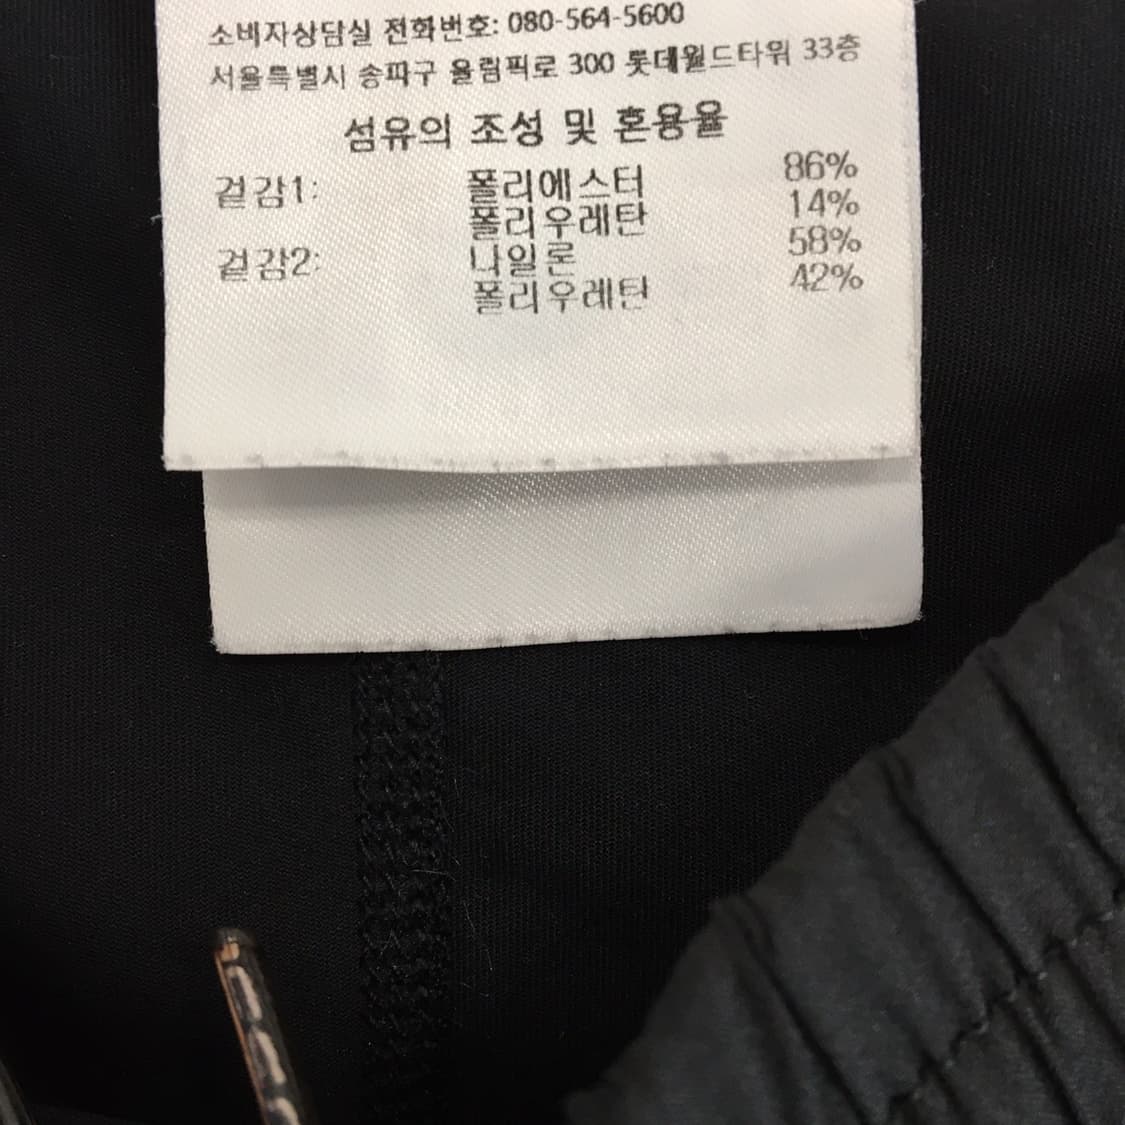 소비자상담실 전화번호: 080-564-5600
서울특별시 송파구 올림픽로 300 롯데월드타워 33층
섬유의 조성 및 혼용율
겉감1: 폴리에스터 86%
폴리우레탄 14%
겉감2: 나일론 58%
폴리우레탄 42%